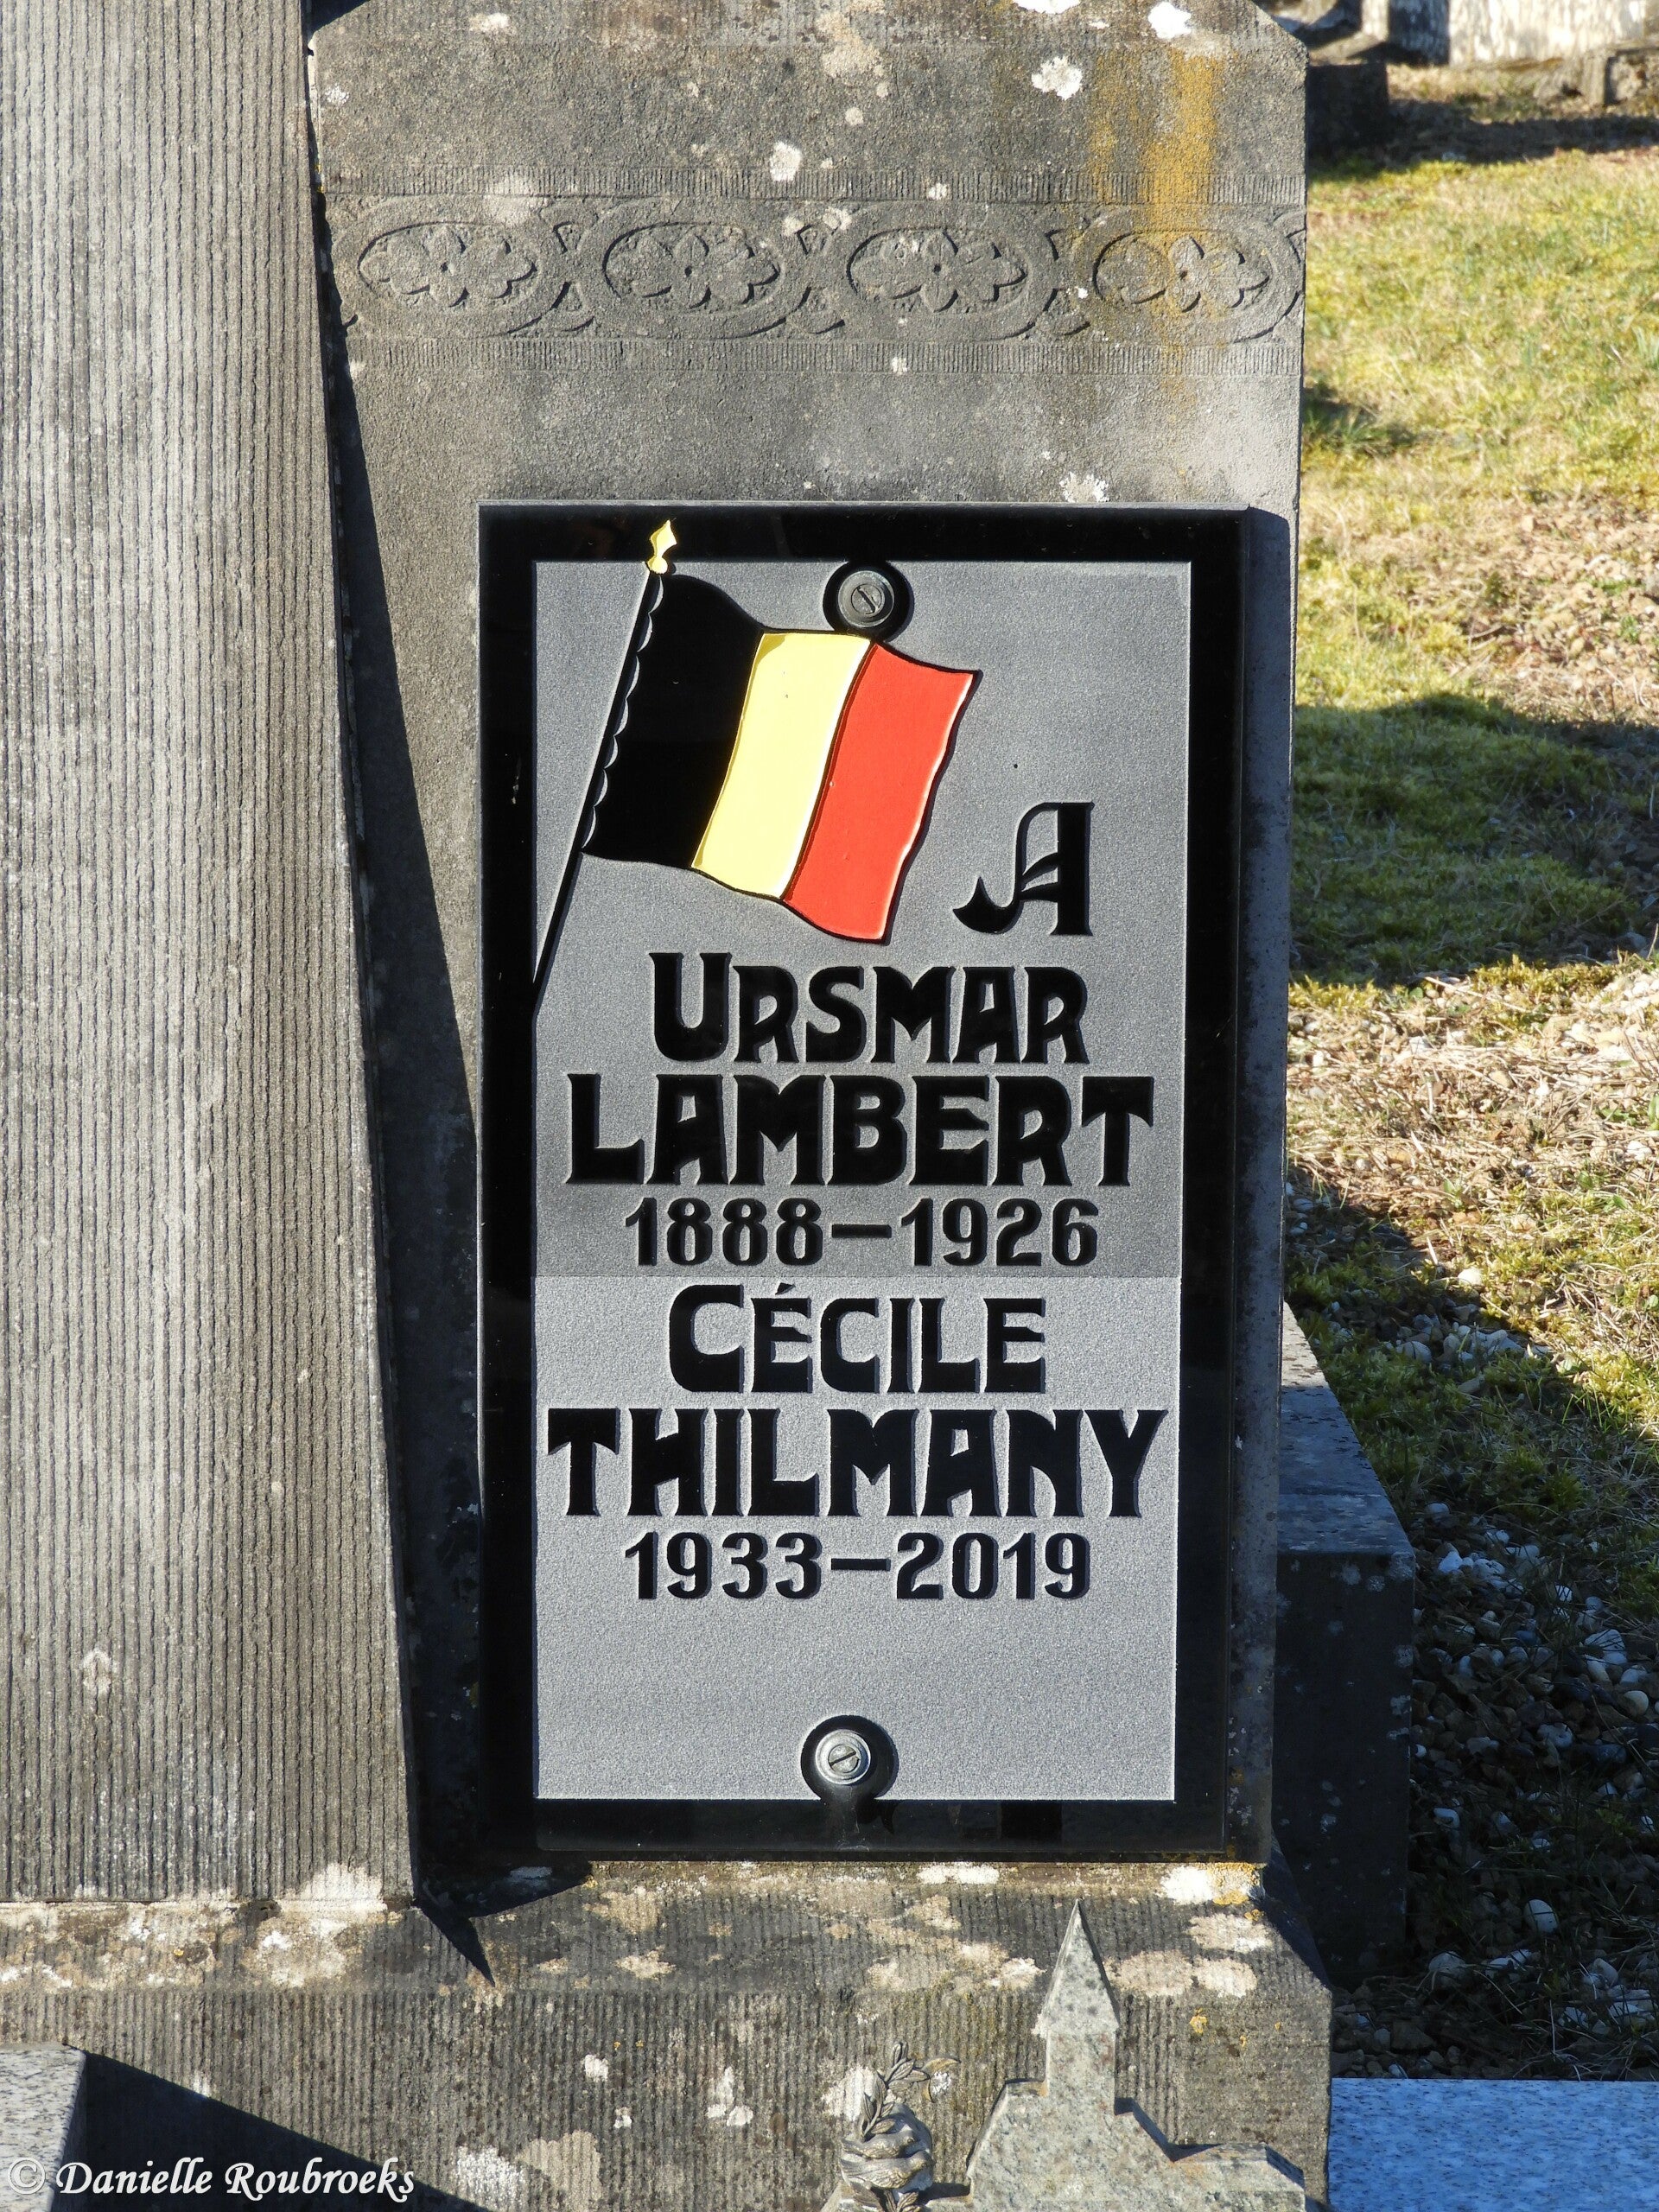 A
URSMAR
LAMBERT
1888–1926
CÉCILE
THILMANY
1933–2019
© Danielle Roubroeks